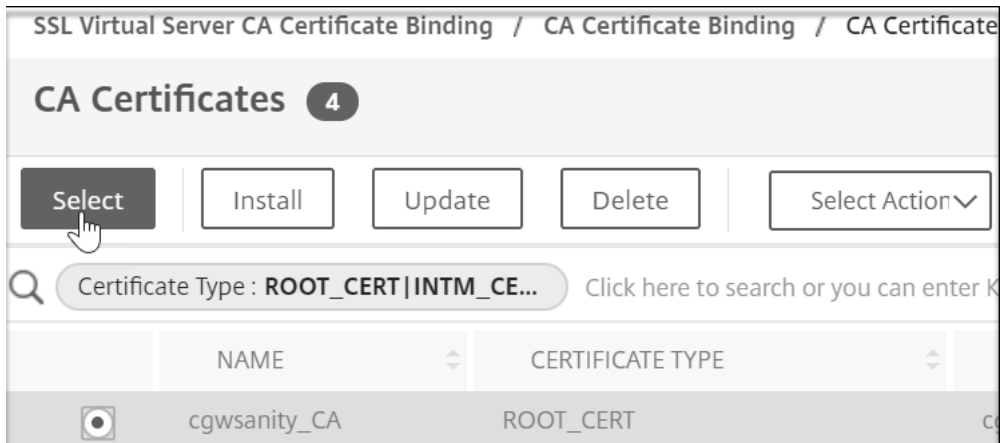 SSL Virtual Server CA Certificate Binding / CA Certificate Binding / CA Certificate
CA Certificates 4
Select Install Update Delete Select Action
Certificate Type : ROOT_CERT|INTM_CE... Click here to search or you can enter K
NAME CERTIFICATE TYPE
cgwsanity_CA ROOT_CERT